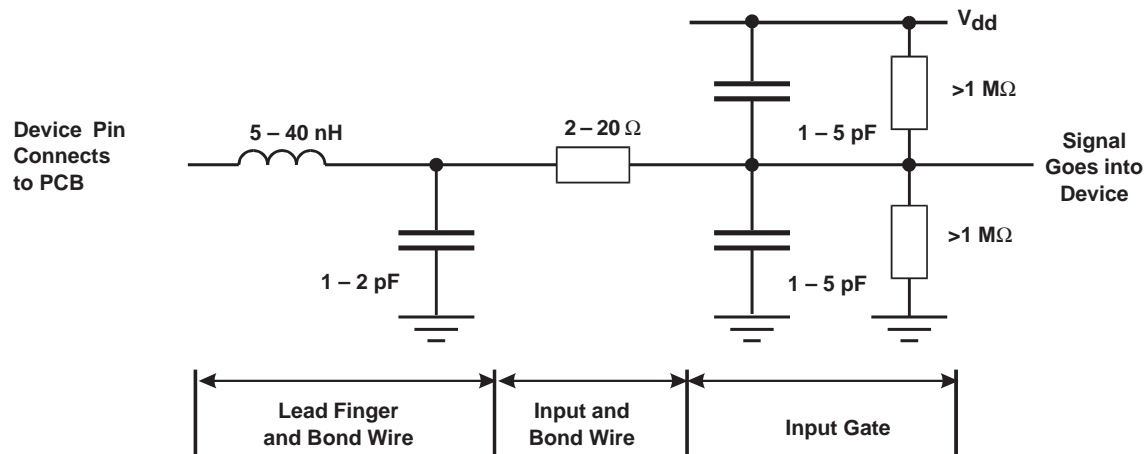 Vdd
>1 MΩ
2 – 20 Ω
5 – 40 nH
1 – 5 pF
Device Pin
Connects
to PCB
Signal
Goes into
Device
>1 MΩ
1 – 2 pF
1 – 5 pF
Lead Finger
and Bond Wire
Input and
Bond Wire
Input Gate